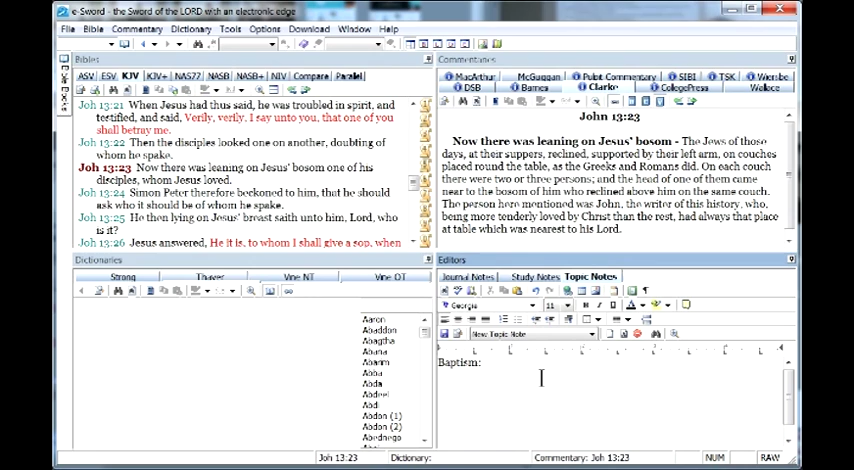 e-Sword - the Sword of the LORD with an electronic edge
File Bible Commentary Dictionary Tools Options Download Window Help
Bibles
ASV ESV KJV KJV+ NAS77 NASB NASB+ NIV Compare Parallel
Joh 13:21 When Jesus had thus said, he was troubled in spirit, and
testified, and said, Verily, verily, I say unto you, that one of you
shall betray me.
Joh 13:22 Then the disciples looked one on another, doubting of
whom he spake.
Joh 13:23 Now there was leaning on Jesus' bosom one of his
disciples, whom Jesus loved.
Joh 13:24 Simon Peter therefore beckoned to him, that he should
ask who it should be of whom he spake.
Joh 13:25 He then lying on Jesus' breast saith unto him, Lord, who
is it?
Joh 13:26 Jesus answered, He it is, to whom I shall give a sop, when
Commentaries
MacArthur McGuggan Pulpit Commentary SIBI TSK Wiersbe
DSB Barnes Clarke CollegePress Wallace
John 13:23
Now there was leaning on Jesus' bosom - The Jews of those
days, at their suppers, reclined, supported by their left arm, on couches
placed round the table, as the Greeks and Romans did. On each couch
there were two or three persons; and the head of one of them came
near to the bosom of him who reclined above him on the same couch.
The person here mentioned was John, the writer of this history, who,
being more tenderly loved by Christ than the rest, had always that place
at table which was nearest to his Lord.
Dictionaries
Strong Thayer Vine NT Vine OT
Aaron
Abaddon
Abagtha
Abana
Abarim
Abba
Abda
Abdeel
Abdi
Abdon (1)
Abdon (2)
Abednego
Editors
Journal Notes Study Notes Topic Notes
Georgia 11
New Topic Note
Baptism:
Joh 13:23 Dictionary: Commentary: Joh 13:23 NUM RAW